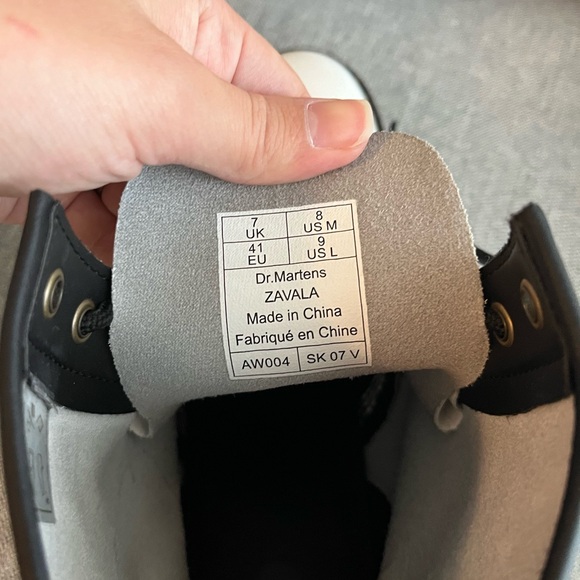 7 UK 8 US M
41 EU 9 US L
Dr.Martens
ZAVALA
Made in China
Fabriqué en Chine
AW004 SK 07 V